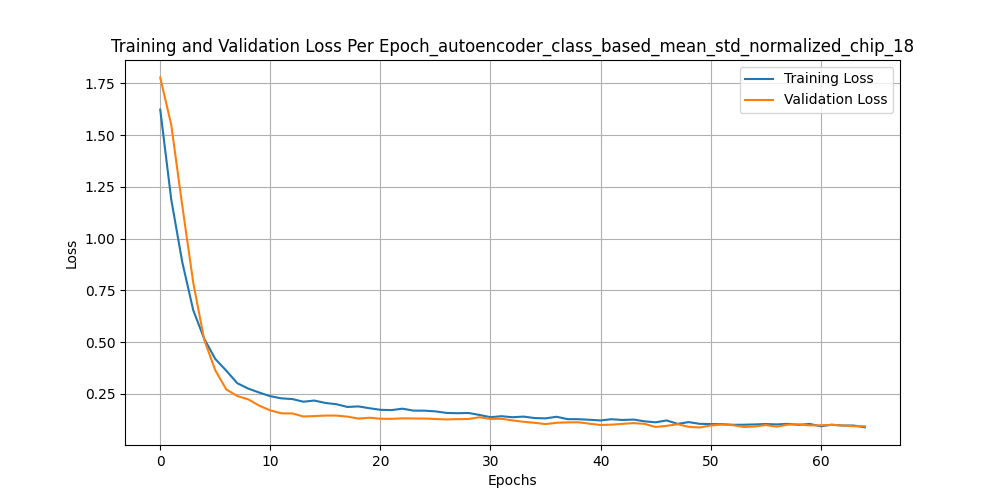 Training and Validation Loss Per Epoch_autoencoder_class_based_mean_std_normalized_chip_18
Training Loss
Validation Loss
1.75
1.50
1.25
1.00
0.75
0.50
0.25
Loss
0 10 20 30 40 50 60
Epochs